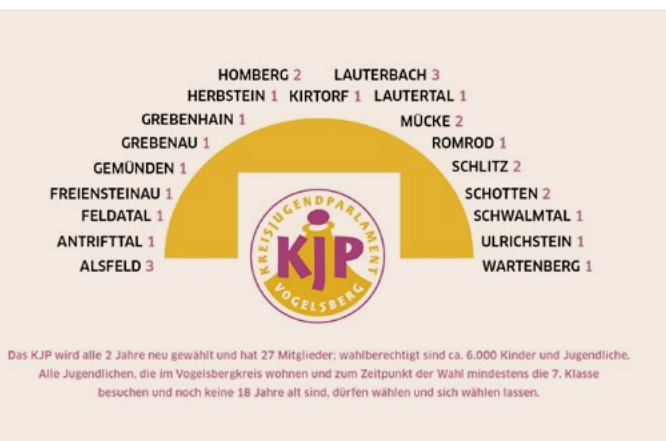 HOMBERG 2 LAUTERBACH 3
HERBSTEIN 1 KIRTORF 1 LAUTERTAL 1
GREBENHAIN 1 MÜCKE 2
GREBENAU 1 ROMROD 1
GEMÜNDEN 1 SCHLITZ 2
FREIENSTEINAU 1 SCHOTTEN 2
FELDATAL 1 SCHWALMTAL 1
ANTRIFTTAL 1 ULRICHSTEIN 1
ALSFELD 3 WARTENBERG 1
KREISJUGENDPARLAMENT
KJP
VOGELSBERG
Das KJP wird alle 2 Jahre neu gewählt und hat 27 Mitglieder; wahlberechtigt sind ca. 6.000 Kinder und Jugendliche.
Alle Jugendlichen, die im Vogelsbergkreis wohnen und zum Zeitpunkt der Wahl mindestens die 7. Klasse
besuchen und noch keine 18 Jahre alt sind, dürfen wählen und sich wählen lassen.